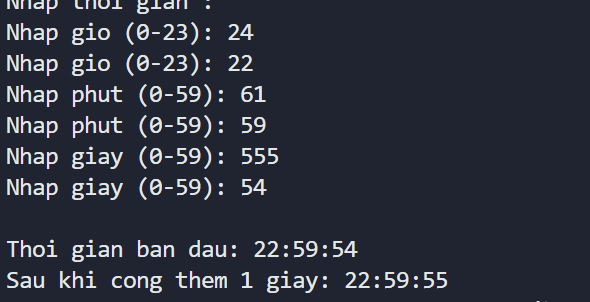 Nhap thoi gian :
Nhap gio (0-23): 24
Nhap gio (0-23): 22
Nhap phut (0-59): 61
Nhap phut (0-59): 59
Nhap giay (0-59): 555
Nhap giay (0-59): 54
Thoi gian ban dau: 22:59:54
Sau khi cong them 1 giay: 22:59:55